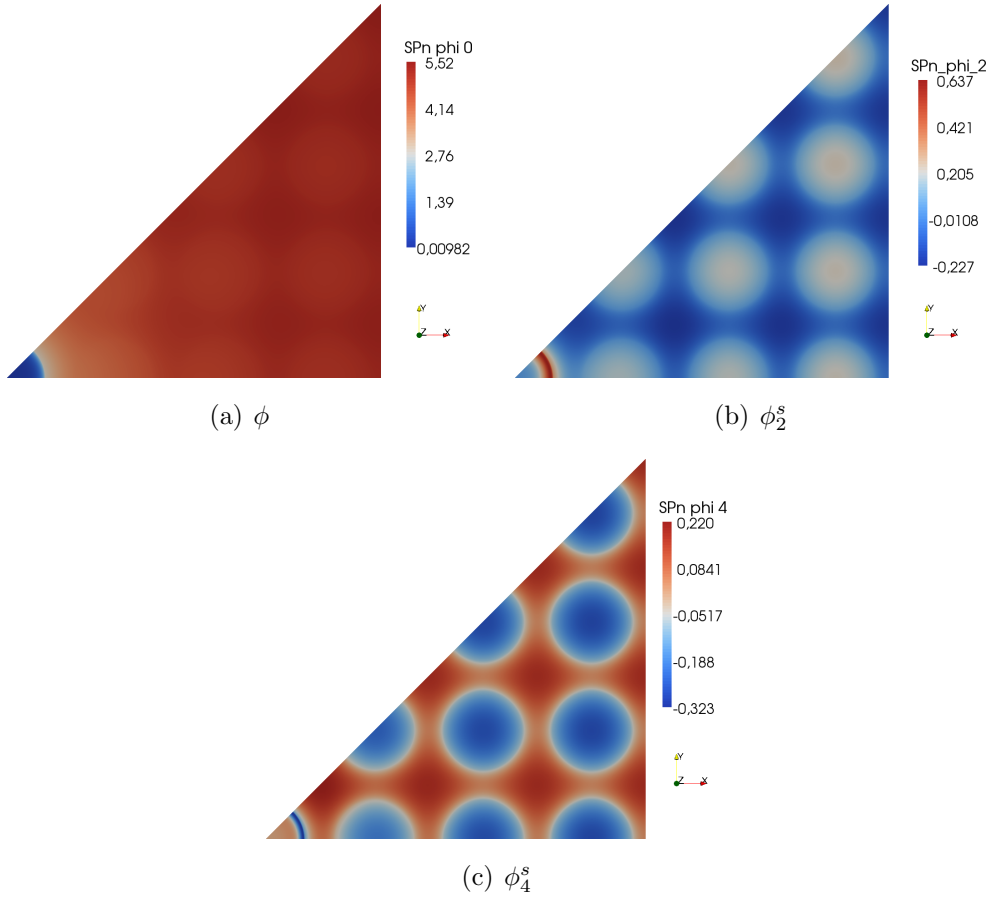 SPn phi 0
5,52
4,14
2,76
1,39
0,00982
Y
Z X
(a) ϕ
SPn_phi_2
0,637
0,421
0,205
-0,0108
-0,227
Y
Z X
(b) ϕ₂ˢ
SPn phi 4
0,220
0,0841
-0,0517
-0,188
-0,323
Y
Z X
(c) ϕ₄ˢ